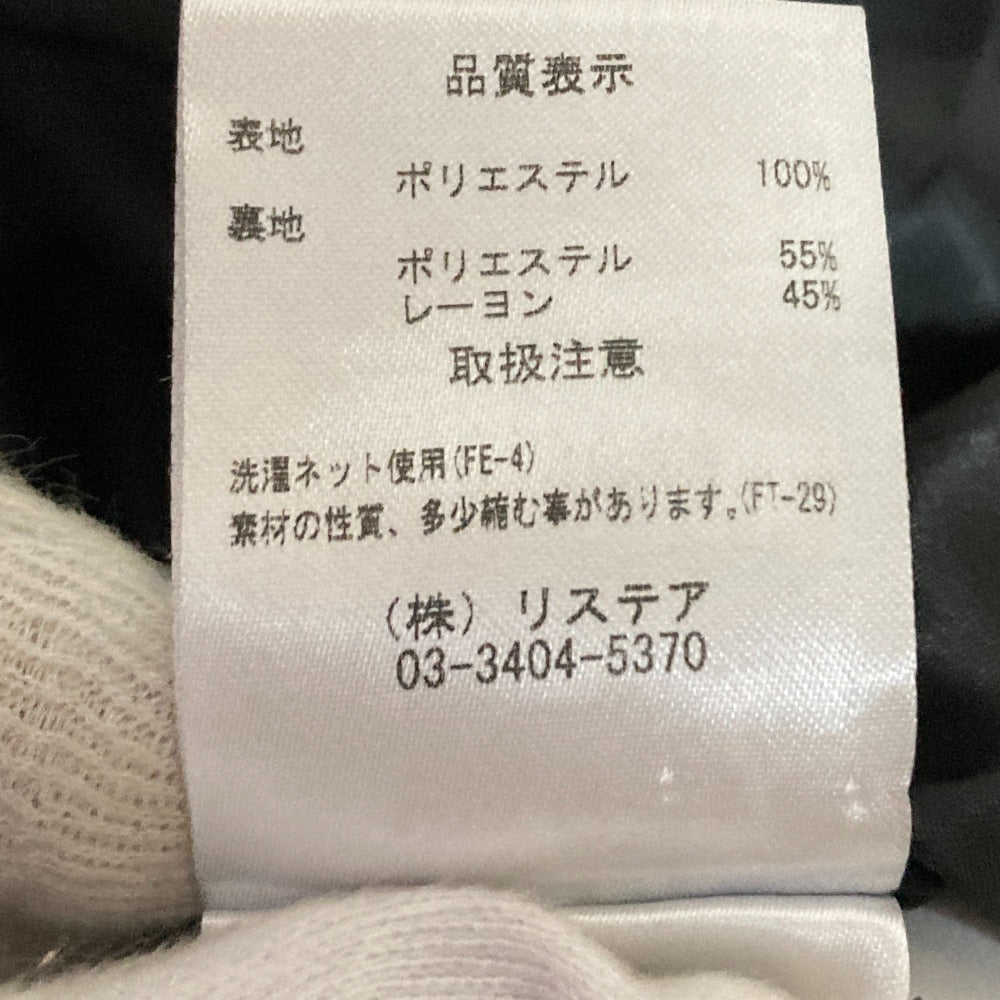 品質表示
表地
ポリエステル 100%
裏地
ポリエステル 55%
レーヨン 45%
取扱注意
洗濯ネット使用(FE-4)
素材の性質、多少縮む事があります。(FT-29)
(株) リステア
03-3404-5370